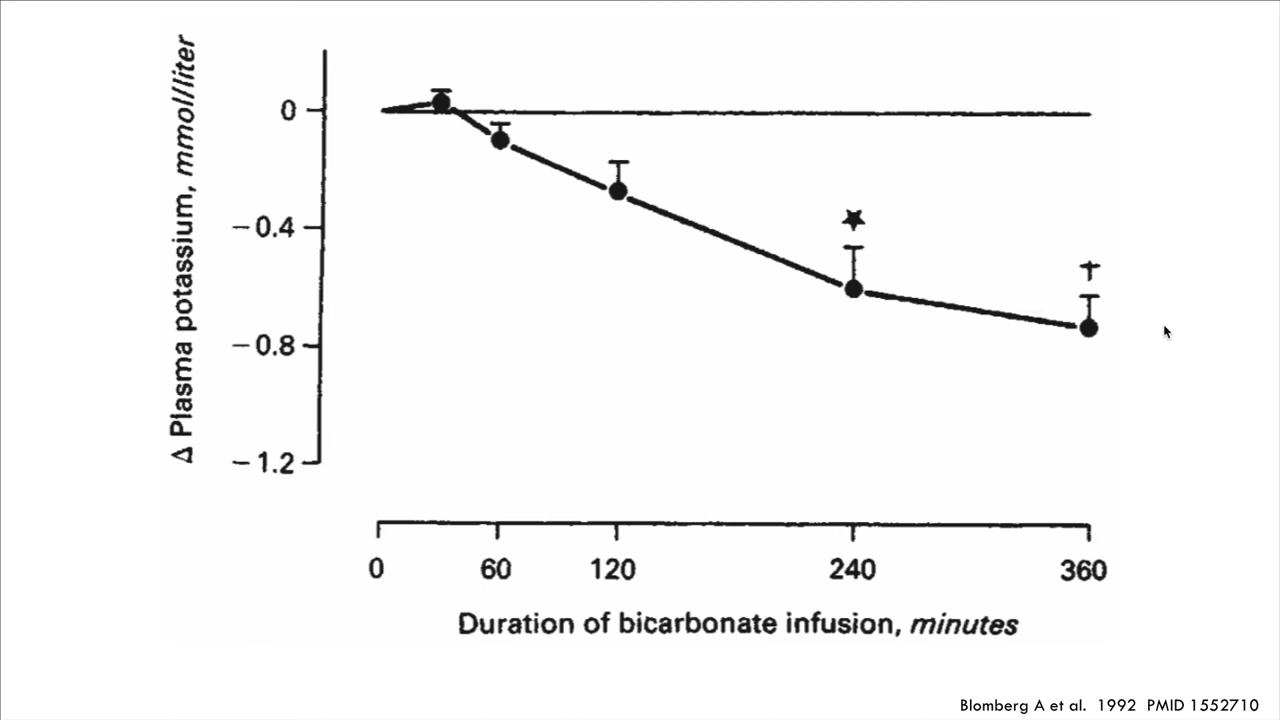 Δ Plasma potassium, mmol/liter
0
−0.4
−0.8
−1.2
★
†
0 60 120 240 360
Duration of bicarbonate infusion, minutes
Blomberg A et al. 1992 PMID 1552710